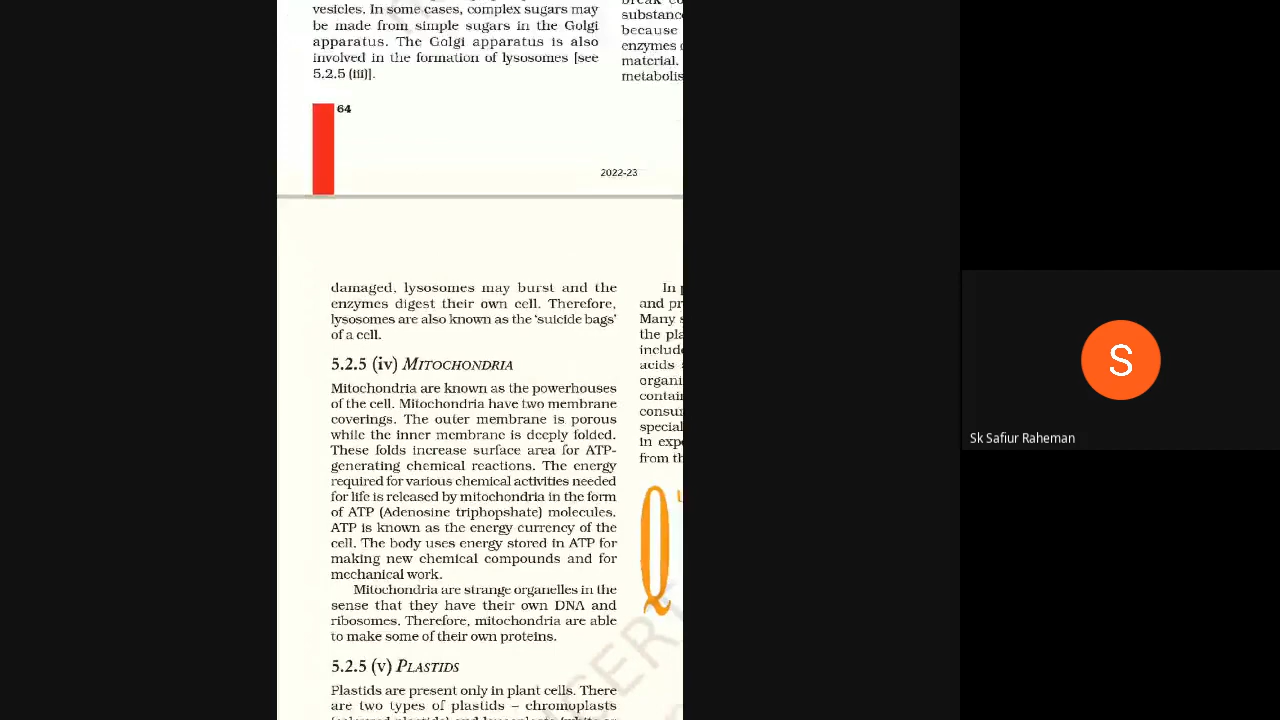 vesicles. In some cases, complex sugars may
be made from simple sugars in the Golgi
apparatus. The Golgi apparatus is also
involved in the formation of lysosomes [see
5.2.5 (iii)].
64
substance
because
enzymes
material.
metabolis
2022-23
damaged, lysosomes may burst and the
enzymes digest their own cell. Therefore,
lysosomes are also known as the ‘suicide bags’
of a cell.
5.2.5 (iv) MITOCHONDRIA
Mitochondria are known as the powerhouses
of the cell. Mitochondria have two membrane
coverings. The outer membrane is porous
while the inner membrane is deeply folded.
These folds increase surface area for ATP-
generating chemical reactions. The energy
required for various chemical activities needed
for life is released by mitochondria in the form
of ATP (Adenosine triphopshate) molecules.
ATP is known as the energy currency of the
cell. The body uses energy stored in ATP for
making new chemical compounds and for
mechanical work.
Mitochondria are strange organelles in the
sense that they have their own DNA and
ribosomes. Therefore, mitochondria are able
to make some of their own proteins.
5.2.5 (v) PLASTIDS
Plastids are present only in plant cells. There
are two types of plastids – chromoplasts
In
and pr
Many
the pla
include
acids
organi
contai
consu
special
in exp
from th
Q
S
Sk Safiur Raheman